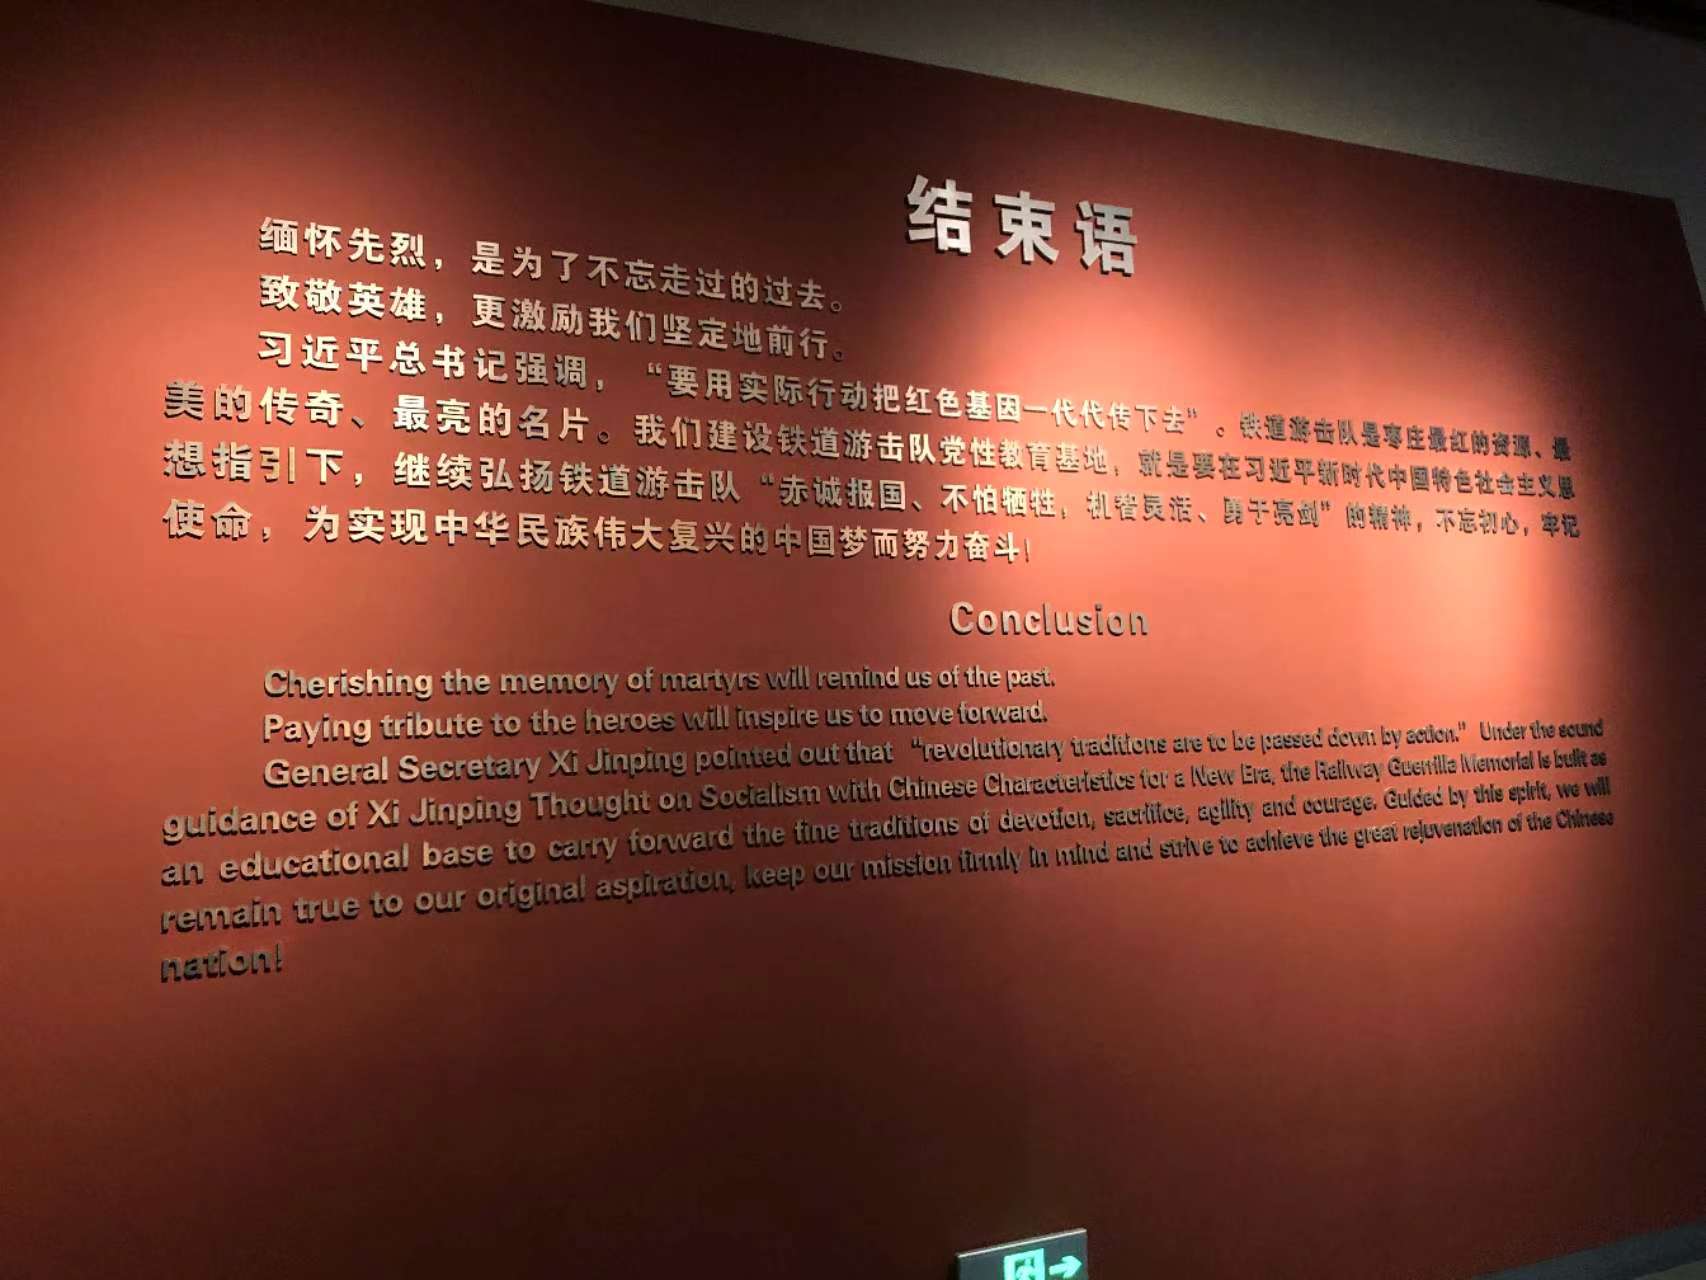 结束语
缅怀先烈，是为了不忘走过的过去。
致敬英雄，更激励我们坚定地前行。
习近平总书记强调，“要用实际行动把红色基因一代代传下去”。铁道游击队是枣庄最红的资源、最
美的传奇、最亮的名片。我们建设铁道游击队党性教育基地，就是要在习近平新时代中国特色社会主义思
想指引下，继续弘扬铁道游击队“赤诚报国、不怕牺牲，机智灵活、勇于亮剑”的精神，不忘初心，牢记
使命，为实现中华民族伟大复兴的中国梦而努力奋斗！
Conclusion
Cherishing the memory of martyrs will remind us of the past.
Paying tribute to the heroes will inspire us to move forward.
General Secretary Xi Jinping pointed out that “revolutionary traditions are to be passed down by action.” Under the sound
guidance of Xi Jinping Thought on Socialism with Chinese Characteristics for a New Era, the Railway Guerrilla Memorial is built as
an educational base to carry forward the fine traditions of devotion, sacrifice, agility and courage. Guided by this spirit, we will
remain true to our original aspiration, keep our mission firmly in mind and strive to achieve the great rejuvenation of the Chinese
nation!